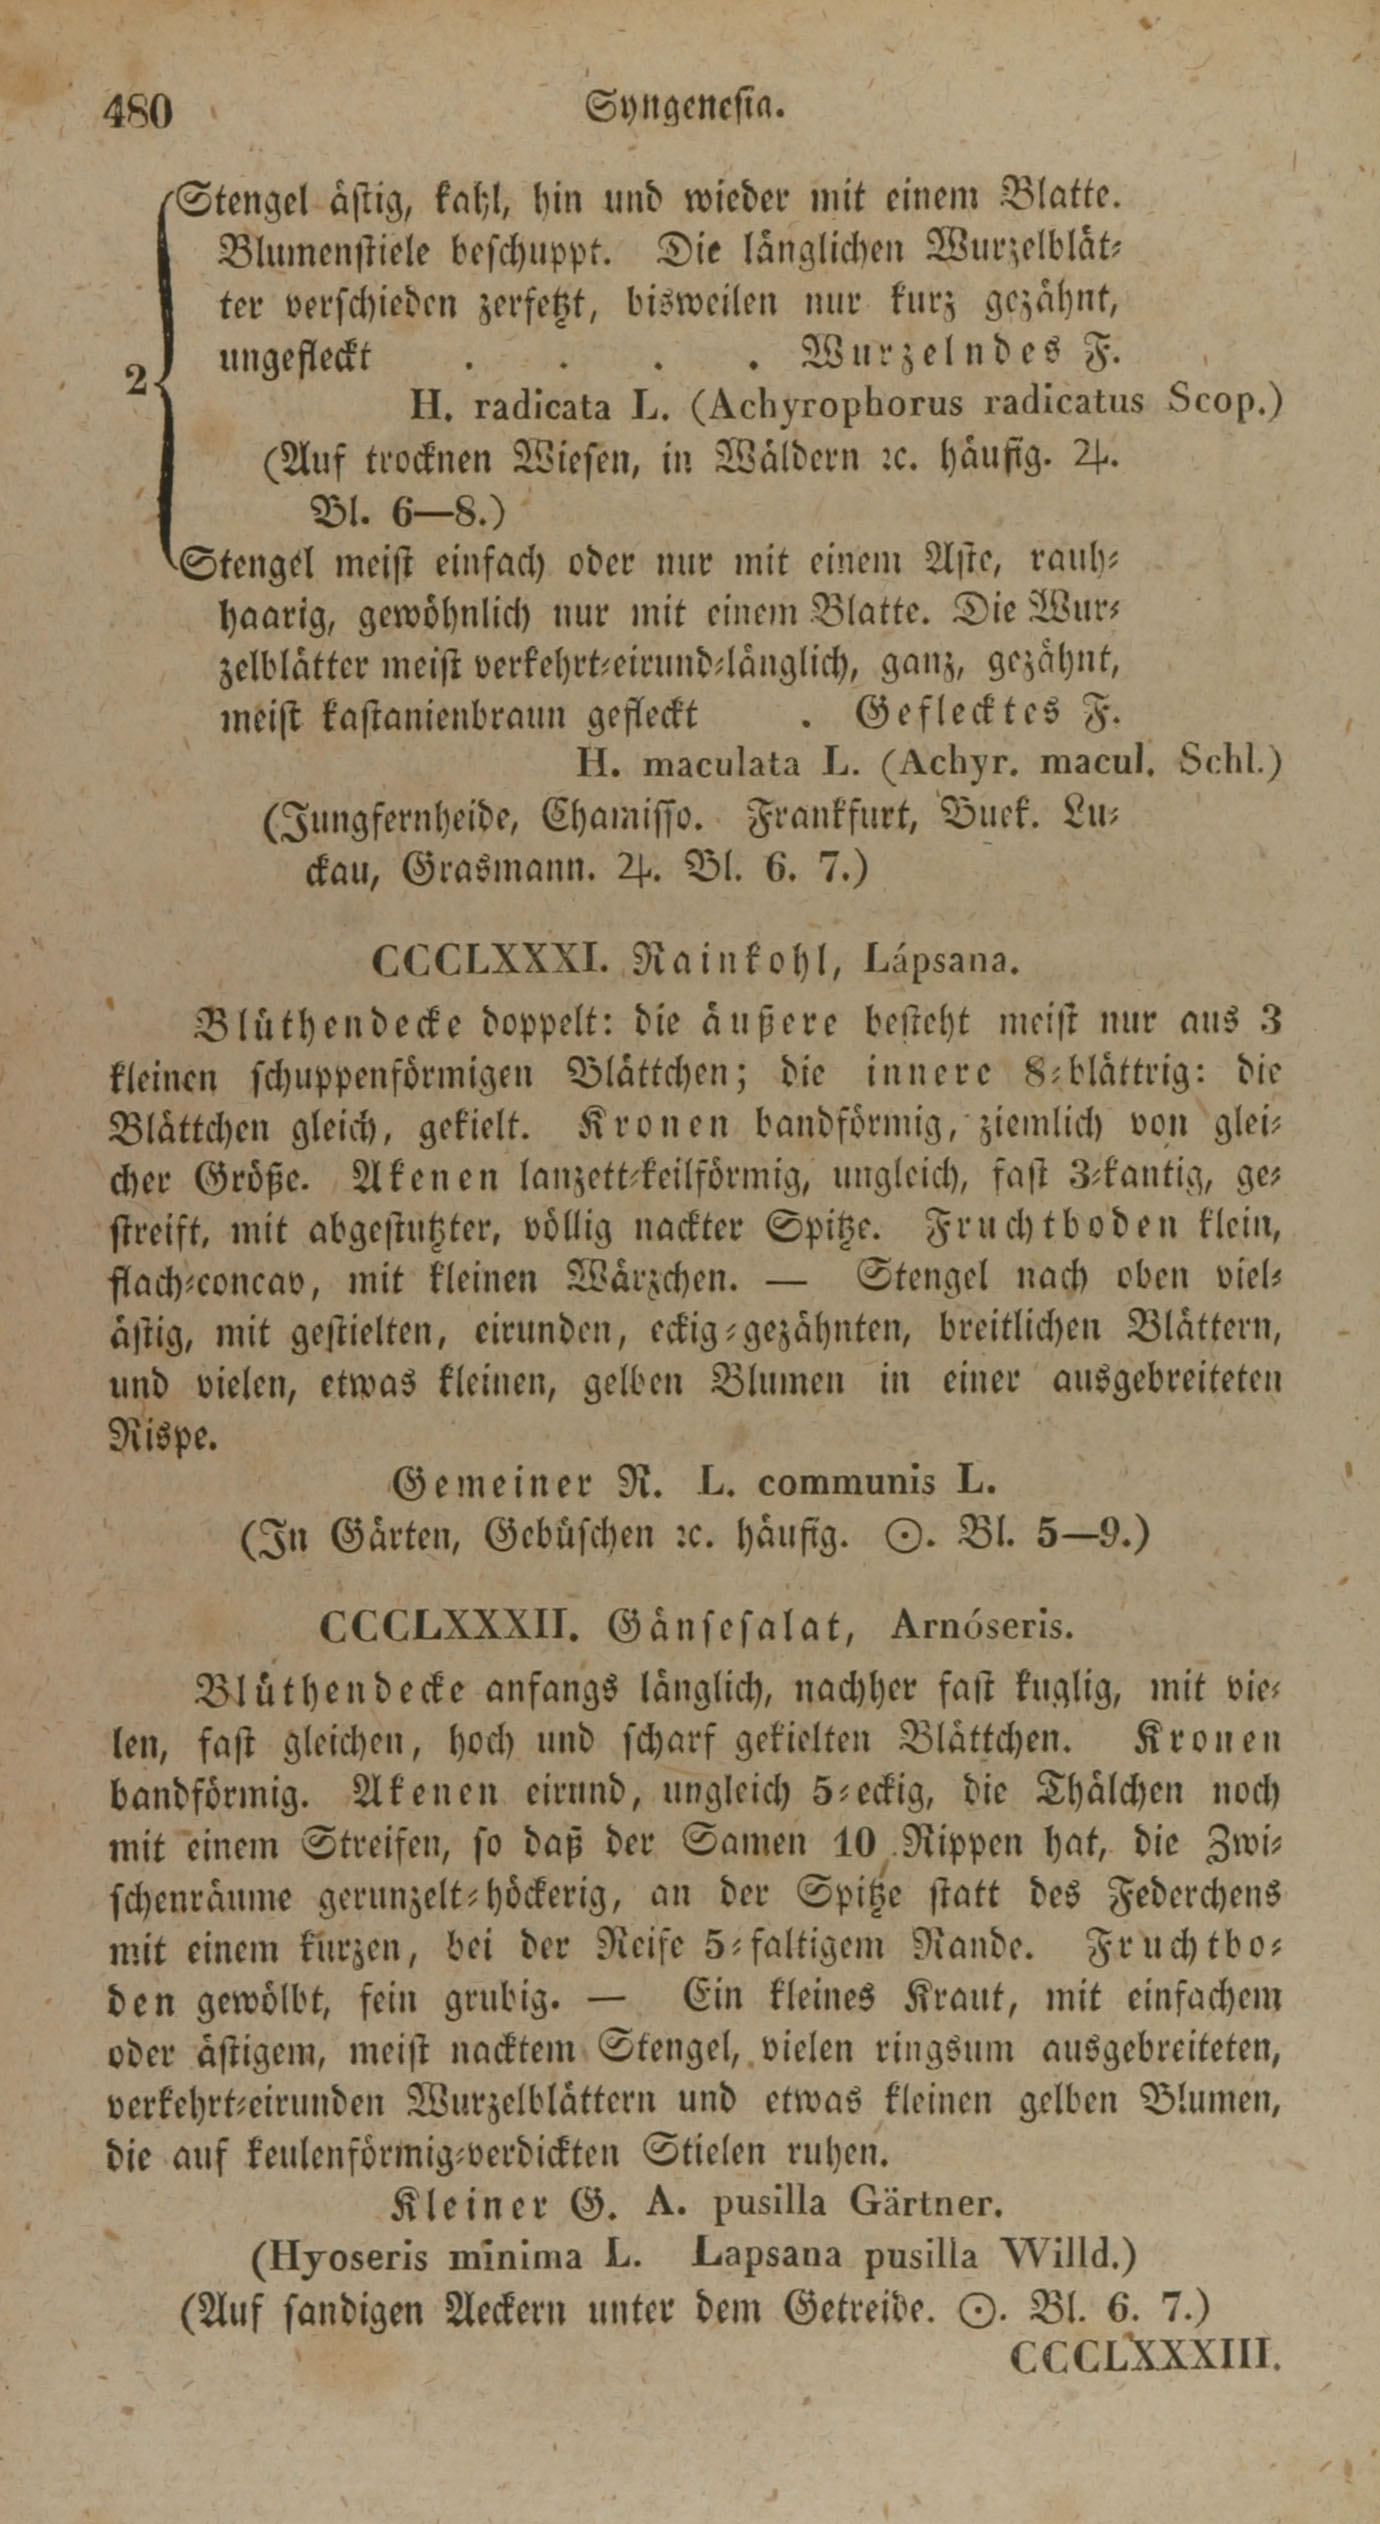 480 Syngenesia.
Stengel ästig, kahl, hin und wieder mit einem Blatte.
Blumenstiele beschuppt. Die länglichen Wurzelblät-
ter verschieden zerfetzt, bisweilen nur kurz gezähnt,
2 ungefleckt . . . . Wurzelndes F.
H. radicata L. (Achyrophorus radicatus Scop.)
(Auf trocknen Wiesen, in Wäldern ꝛc. häufig. ♃.
Bl. 6—8.)
Stengel meist einfach oder nur mit einem Aste, rauh-
haarig, gewöhnlich nur mit einem Blatte. Die Wur-
zelblätter meist verkehrt-eirund-länglich, ganz, gezähnt,
meist kastanienbraun gefleckt . Geflecktes F.
H. maculata L. (Achyr. macul. Schl.)
(Jungfernheide, Chamisso. Frankfurt, Buek. Lu-
ckau, Grasmann. ♃. Bl. 6. 7.)
CCCLXXXI. Rainkohl, Lápsana.
Blüthendecke doppelt: die äußere besteht meist nur aus 3
kleinen schuppenförmigen Blättchen; die innere 8-blättrig: die
Blättchen gleich, gekielt. Kronen bandförmig, ziemlich von glei-
cher Größe. Akenen lanzett-keilförmig, ungleich, fast 3-kantig, ge-
streift, mit abgestutzter, völlig nackter Spitze. Fruchtboden klein,
flach-concav, mit kleinen Wärzchen. — Stengel nach oben viel-
ästig, mit gestielten, eirunden, eckig-gezähnten, breitlichen Blättern,
und vielen, etwas kleinen, gelben Blumen in einer ausgebreiteten
Rispe.
Gemeiner R. L. communis L.
(In Gärten, Gebüschen ꝛc. häufig. ☉. Bl. 5—9.)
CCCLXXXII. Gänsesalat, Arnóseris.
Blüthendecke anfangs länglich, nachher fast kuglig, mit vie-
len, fast gleichen, hoch und scharf gekielten Blättchen. Kronen
bandförmig. Akenen eirund, ungleich 5-eckig, die Thälchen noch
mit einem Streifen, so daß der Samen 10 Rippen hat, die Zwi-
schenräume gerunzelt-höckerig, an der Spitze statt des Federchens
mit einem kurzen, bei der Reife 5-faltigem Rande. Fruchtbo-
den gewölbt, fein grubig. — Ein kleines Kraut, mit einfachem
oder ästigem, meist nacktem Stengel, vielen ringsum ausgebreiteten,
verkehrt-eirunden Wurzelblättern und etwas kleinen gelben Blumen,
die auf keulenförmig-verdickten Stielen ruhen.
Kleiner G. A. pusilla Gärtner.
(Hyoseris minima L. Lapsana pusilla Willd.)
(Auf sandigen Aeckern unter dem Getreide. ☉. Bl. 6. 7.)
CCCLXXXIII.